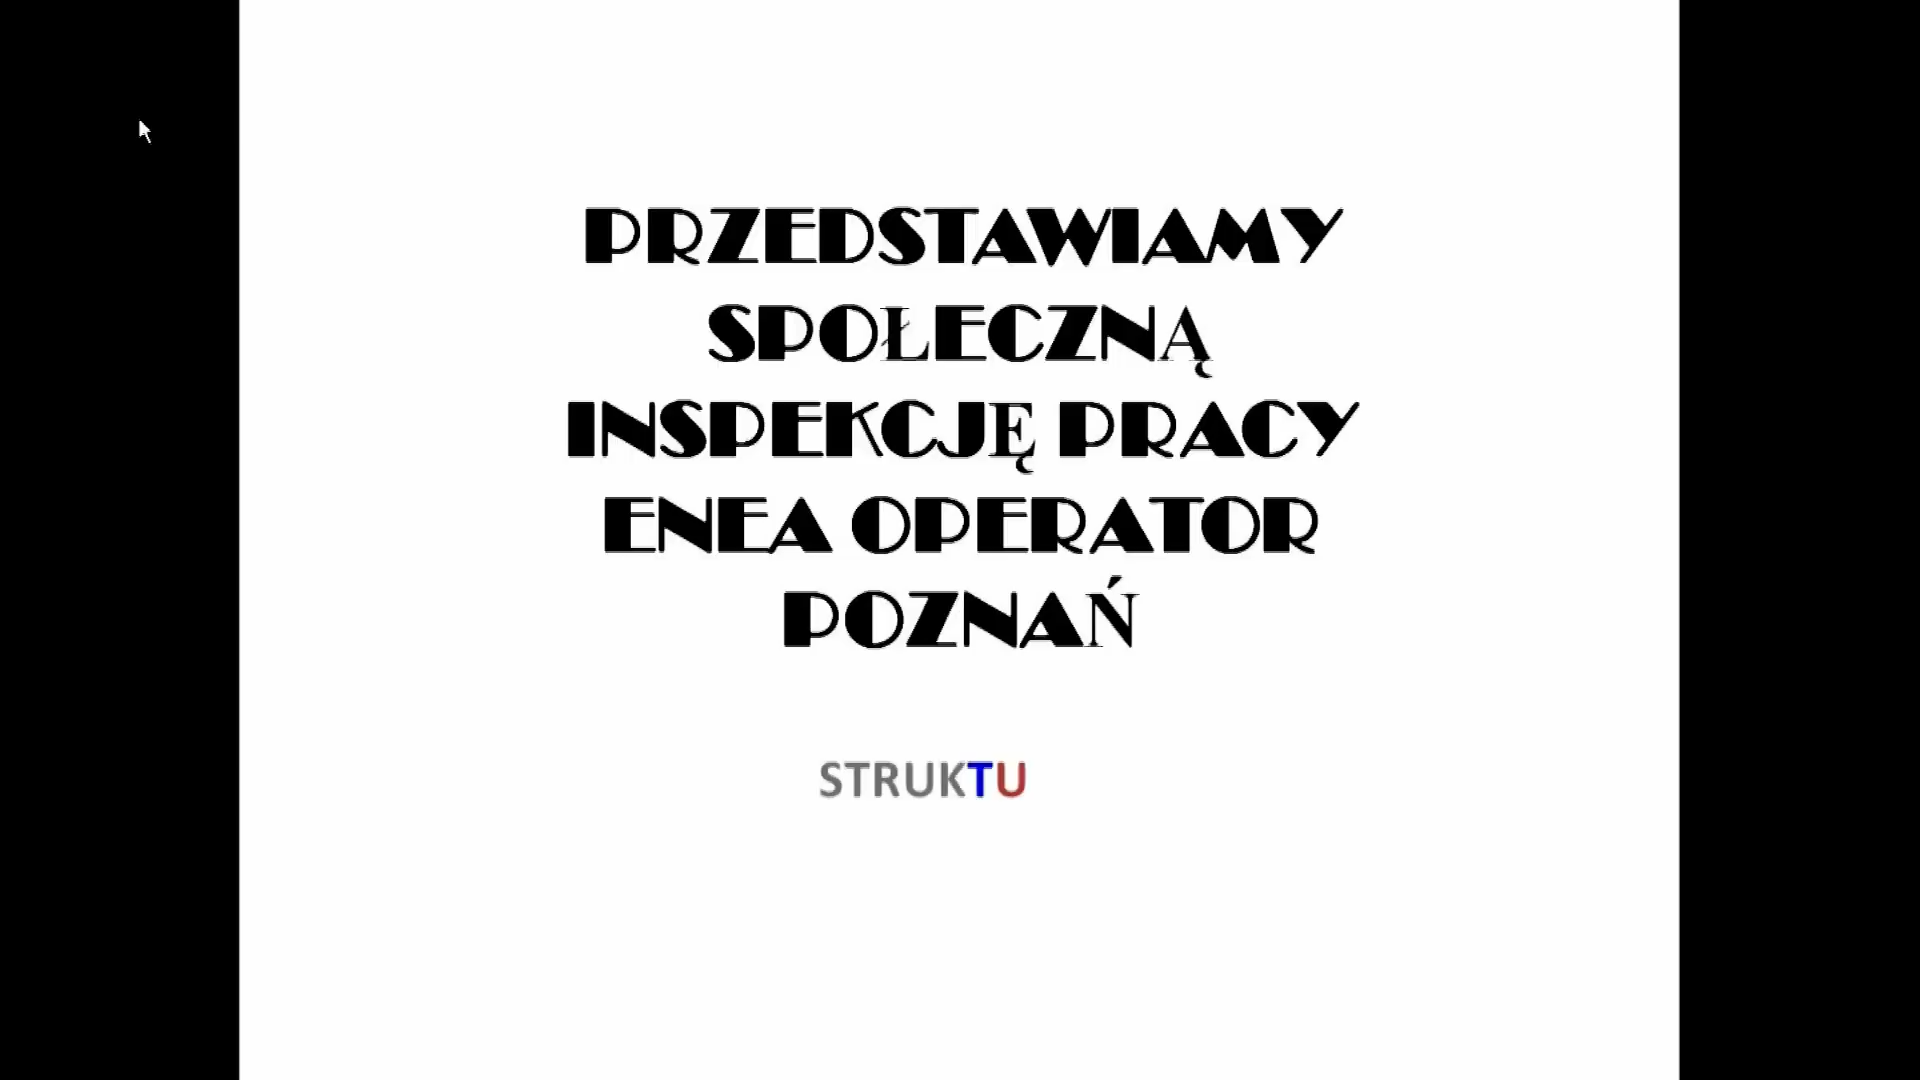 PRZEDSTAWIAMY
SPOŁECZNĄ
INSPEKCJĘ PRACY
ENEA OPERATOR
POZNAŃ
STRUKTU